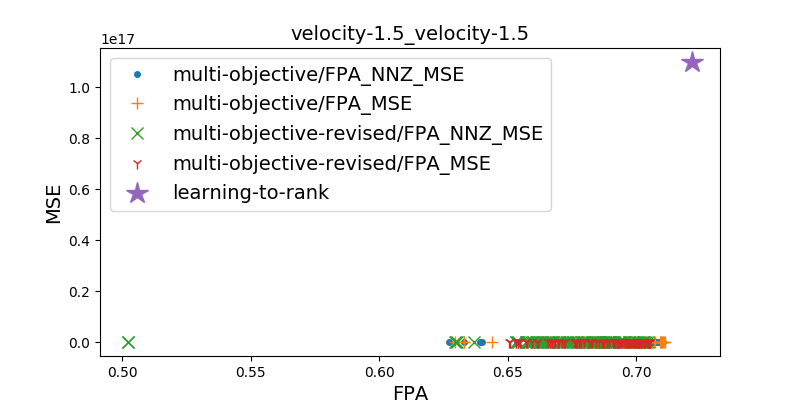 velocity-1.5_velocity-1.5
1e17
multi-objective/FPA_NNZ_MSE
multi-objective/FPA_MSE
multi-objective-revised/FPA_NNZ_MSE
multi-objective-revised/FPA_MSE
learning-to-rank
MSE
1.0
0.8
0.6
0.4
0.2
0.0
0.50 0.55 0.60 0.65 0.70
FPA